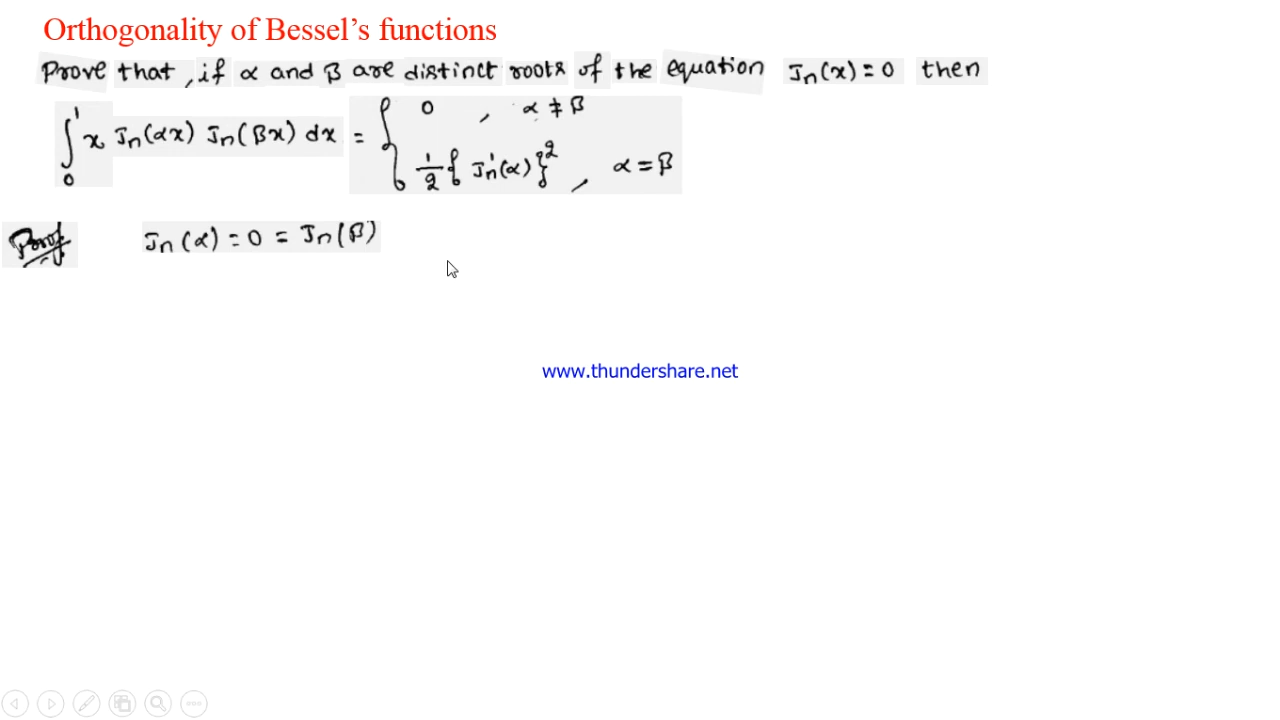 Orthogonality of Bessel's functions
Prove that, if α and β are distinct roots of the equation Jn(x) = 0 then
∫₀¹ x Jn(αx) Jn(βx) dx = { 0 , α ≠ β
½ { Jn'(α) }² , α = β
Proof Jn(α) = 0 = Jn(β)
www.thundershare.net